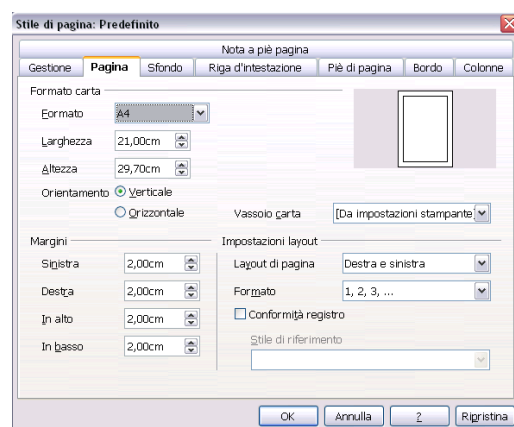 Stile di pagina: Predefinito
Nota a piè pagina
Gestione Pagina Sfondo Riga d'intestazione Piè di pagina Bordo Colonne
Formato carta
Formato A4
Larghezza 21,00cm
Altezza 29,70cm
Orientamento Verticale
Orizzontale Vassoio carta [Da impostazioni stampante]
Margini Impostazioni layout
Sinistra 2,00cm Layout di pagina Destra e sinistra
Destra 2,00cm Formato 1, 2, 3, ...
In alto 2,00cm Conformità registro
Stile di riferimento
In basso 2,00cm
OK Annulla ? Ripristina